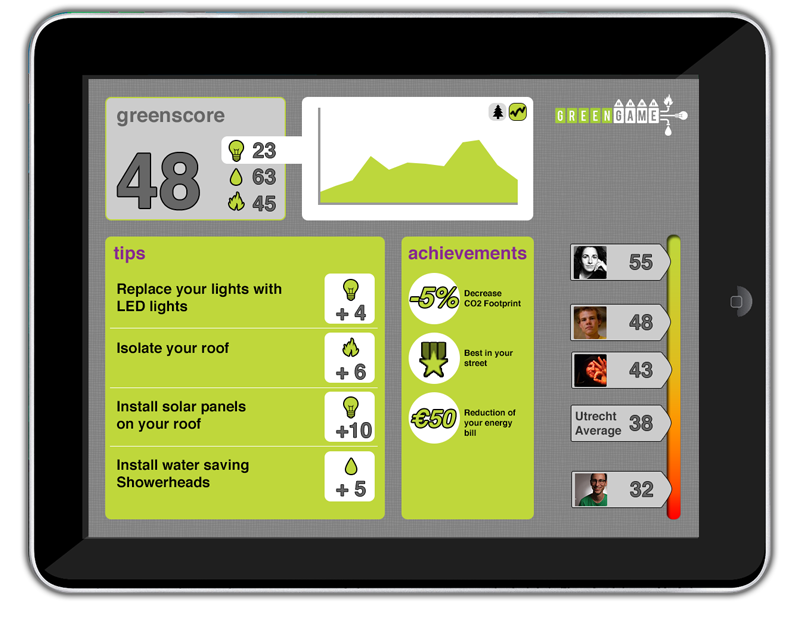 greenscore
48
23
63
45
GREENGAME
tips
Replace your lights with
LED lights
+ 4
Isolate your roof
+ 6
Install solar panels
on your roof
+10
Install water saving
Showerheads
+ 5
achievements
-5%
Decrease
CO2 Footprint
Best in your
street
€50
Reduction of
your energy
bill
55
48
43
Utrecht
Average
38
32